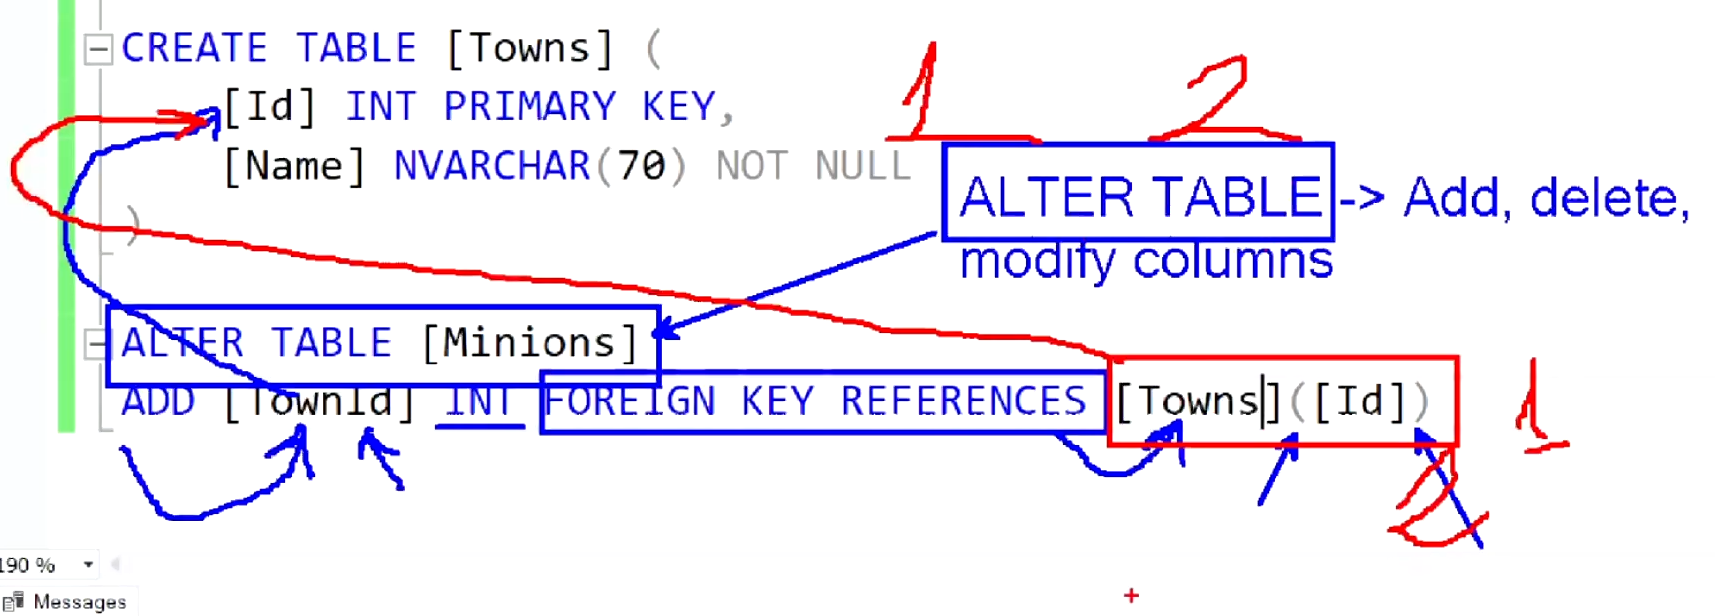 CREATE TABLE [Towns] (
[Id] INT PRIMARY KEY,
[Name] NVARCHAR(70) NOT NULL
)
1 2
ALTER TABLE -> Add, delete,
modify columns
ALTER TABLE [Minions]
ADD [TownId] INT FOREIGN KEY REFERENCES [Towns]([Id])
1
2
190 %
Messages